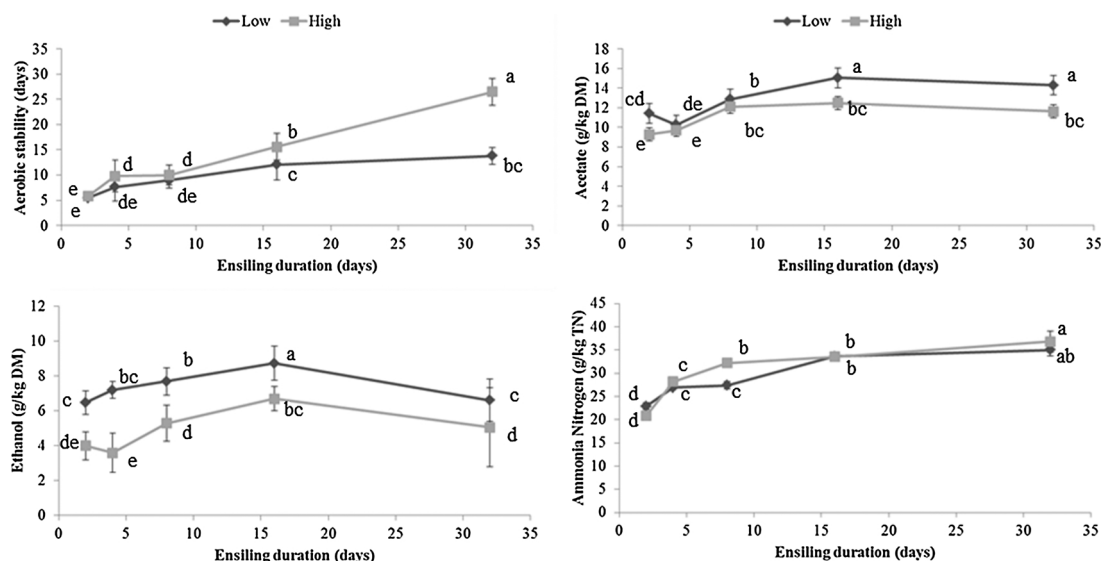 Low High
Aerobic stability (days)
35
30
25
20
15
10
5
0
a
b
d
d
e
c
bc
de
de
e
0 5 10 15 20 25 30 35
Ensiling duration (days)
Low High
Acetate (g/kg DM)
18
16
14
12
10
8
6
4
2
0
cd
de
b
a
a
e
e
bc
bc
bc
0 5 10 15 20 25 30 35
Ensiling duration (days)
Ethanol (g/kg DM)
12
10
8
6
4
2
0
c
bc
b
a
c
de
e
d
bc
d
0 5 10 15 20 25 30 35
Ensiling duration (days)
Ammonia Nitrogen (g/kg TN)
45
40
35
30
25
20
15
10
5
0
d
c
b
b
a
d
c
c
b
ab
0 5 10 15 20 25 30 35
Ensiling duration (days)